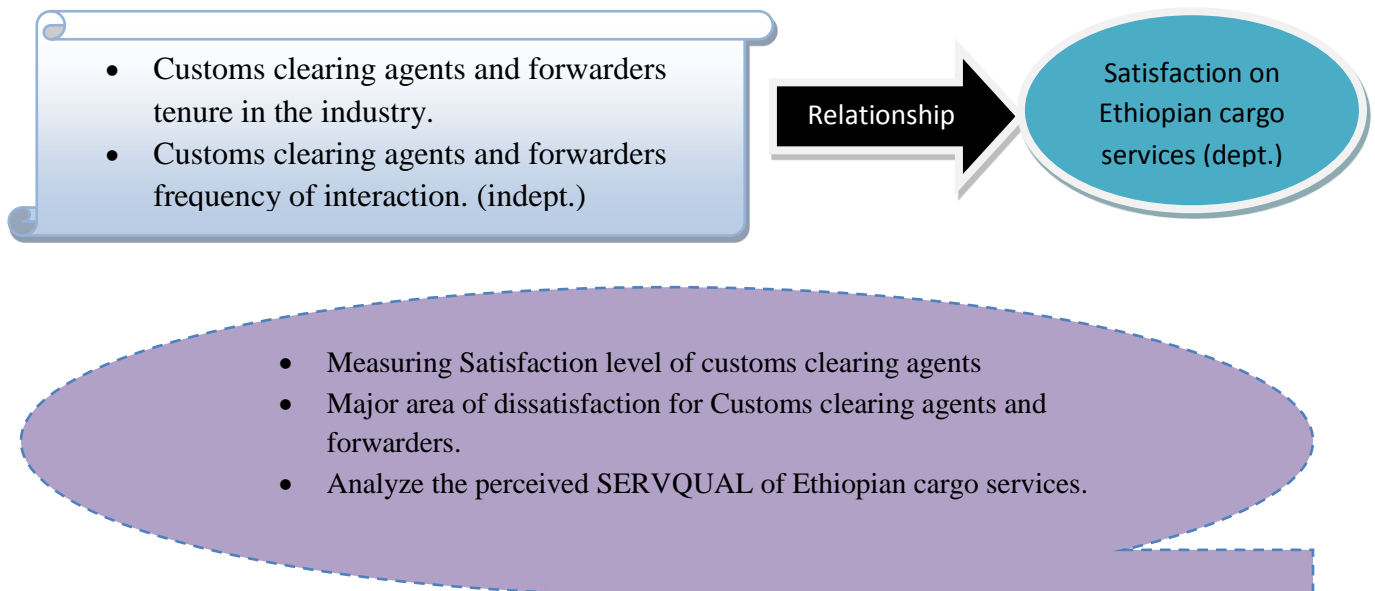 • Customs clearing agents and forwarders
tenure in the industry.
• Customs clearing agents and forwarders
frequency of interaction. (indept.)
Relationship
Satisfaction on
Ethiopian cargo
services (dept.)
• Measuring Satisfaction level of customs clearing agents
• Major area of dissatisfaction for Customs clearing agents and
forwarders.
• Analyze the perceived SERVQUAL of Ethiopian cargo services.